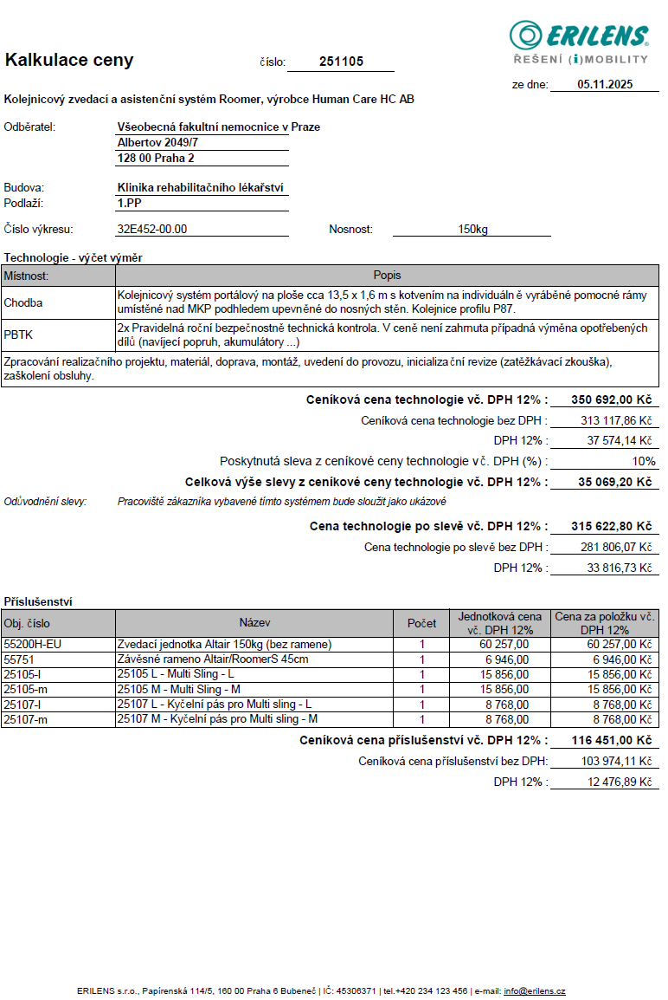 ERILENS®
ŘEŠENÍ (i)MOBILITY
Kalkulace ceny číslo: 251105
ze dne: 05.11.2025
Kolejnicový zvedací a asistenční systém Roomer, výrobce Human Care HC AB
Odběratel: Všeobecná fakultní nemocnice v Praze
Albertov 2049/7
128 00 Praha 2
Budova: Klinika rehabilitačního lékařství
Podlaží: 1.PP
Číslo výkresu: 32E452-00.00 Nosnost: 150kg
Technologie - výčet výměr
Místnost: Popis
Chodba Kolejnicový systém portálový na ploše cca 13,5 x 1,6 m s kotvením na individuálně vyráběné pomocné rámy
umístěné nad MKP podhledem upevněné do nosných stěn. Kolejnice profilu P87.
PBTK 2x Pravidelná roční bezpečnostně technická kontrola. V ceně není zahrnuta případná výměna opotřebených
dílů (navíjecí popruh, akumulátory ...)
Zpracování realizačního projektu, materiál, doprava, montáž, uvedení do provozu, inicializační revize (zatěžkávací zkouška),
zaškolení obsluhy.
Ceníková cena technologie vč. DPH 12% : 350 692,00 Kč
Ceníková cena technologie bez DPH : 313 117,86 Kč
DPH 12% : 37 574,14 Kč
Poskytnutá sleva z ceníkové ceny technologie vč. DPH (%) : 10%
Celková výše slevy z ceníkové ceny technologie vč. DPH 12% : 35 069,20 Kč
Odůvodnění slevy: Pracoviště zákazníka vybavené tímto systémem bude sloužit jako ukázové
Cena technologie po slevě vč. DPH 12% : 315 622,80 Kč
Cena technologie po slevě bez DPH : 281 806,07 Kč
DPH 12% : 33 816,73 Kč
Příslušenství
Obj. číslo Název Počet Jednotková cena vč. DPH 12% Cena za položku vč. DPH 12%
55200H-EU Zvedací jednotka Altair 150kg (bez ramene) 1 60 257,00 60 257,00 Kč
55751 Závěsné rameno Altair/RoomerS 45cm 1 6 946,00 6 946,00 Kč
25105-l 25105 L - Multi Sling - L 1 15 856,00 15 856,00 Kč
25105-m 25105 M - Multi Sling - M 1 15 856,00 15 856,00 Kč
25107-l 25107 L - Kyčelní pás pro Multi sling - L 1 8 768,00 8 768,00 Kč
25107-m 25107 M - Kyčelní pás pro Multi sling - M 1 8 768,00 8 768,00 Kč
Ceníková cena příslušenství vč. DPH 12% : 116 451,00 Kč
Ceníková cena příslušenství bez DPH: 103 974,11 Kč
DPH 12% : 12 476,89 Kč
ERILENS s.r.o., Papírenská 114/5, 160 00 Praha 6 Bubeneč | IČ: 45306371 | tel.+420 234 123 456 | e-mail: info@erilens.cz